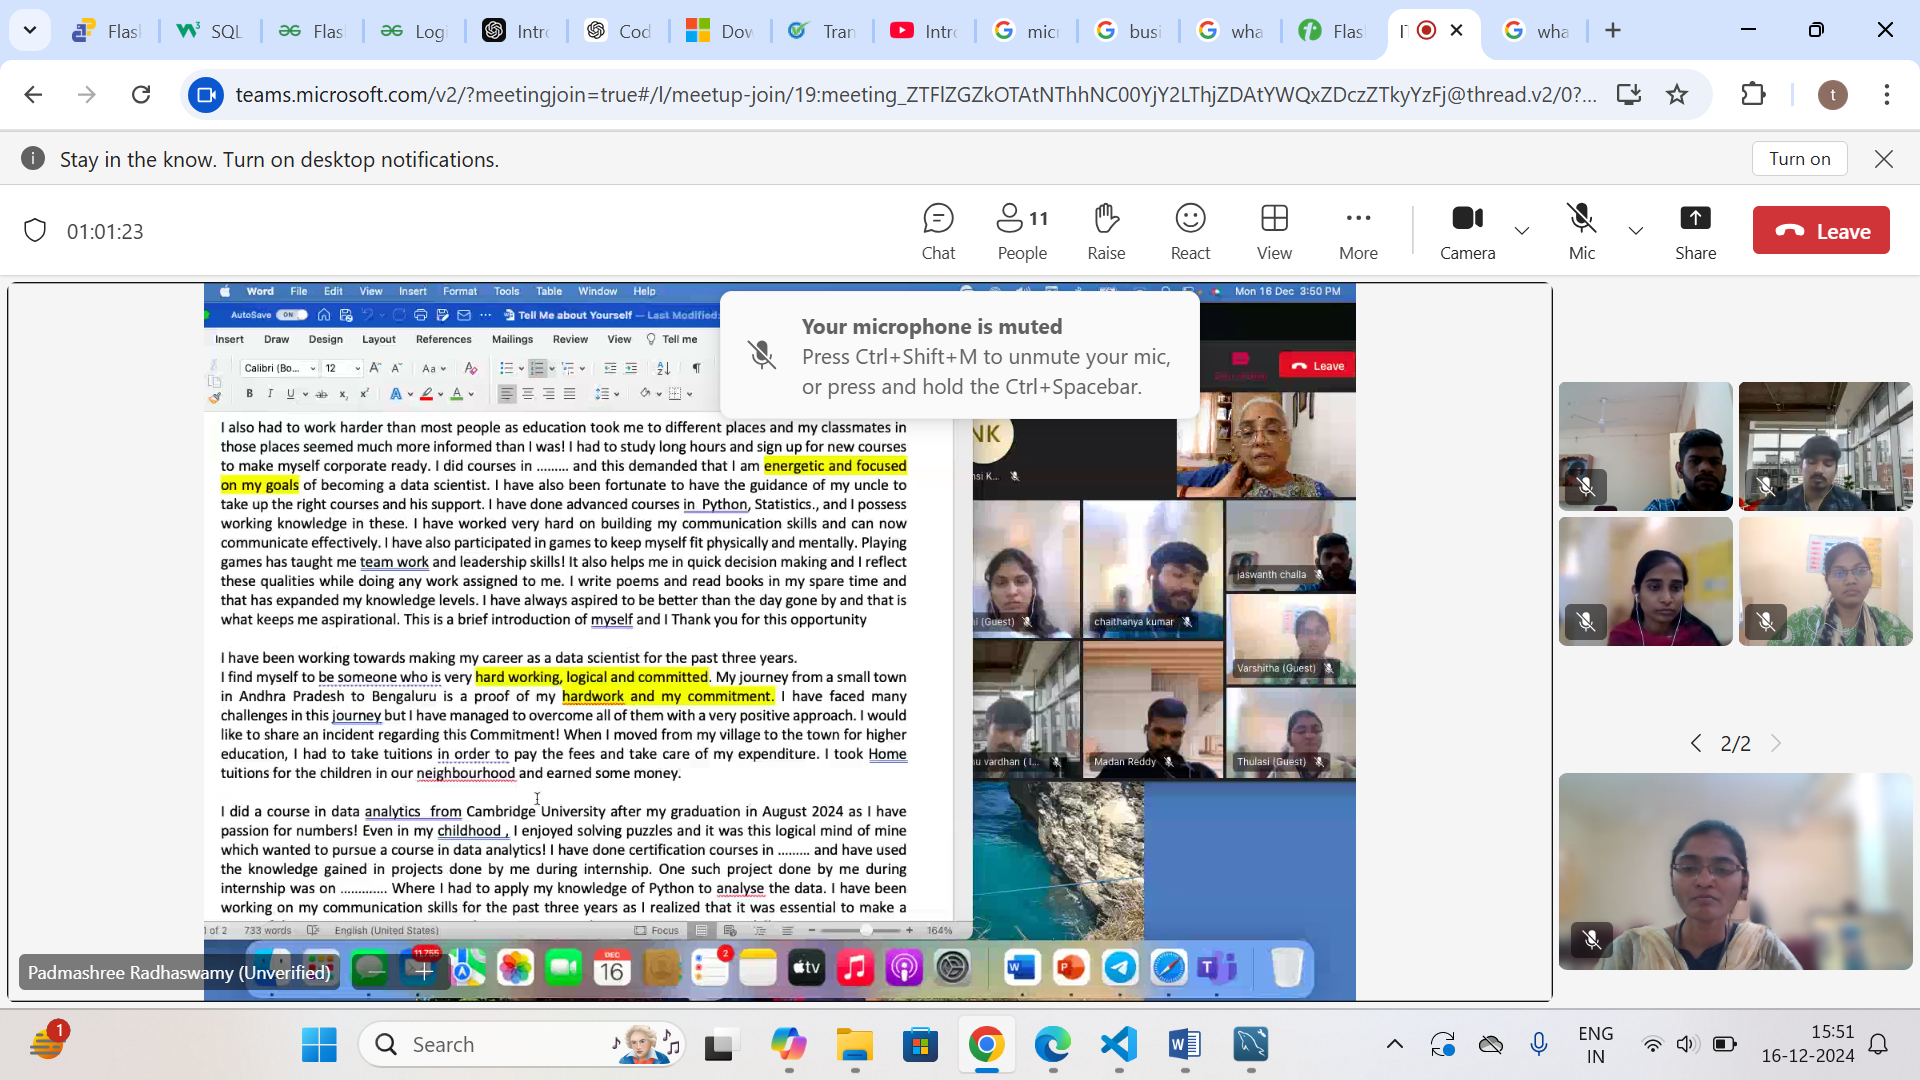 Flas
SQL
Flas
Logi
Intr
Cod
Dow
Tran
Intr
micr
busi
wha
Flas
wha
teams.microsoft.com/v2/?meetingjoin=true#/l/meetup-join/19:meeting_ZTFlZGZkOTAtNThhNC00YjY2LThjZDAtYWQxZDczZTkyYzFj@thread.v2/0?...
t
Stay in the know. Turn on desktop notifications.
Turn on
01:01:23
Chat
People
11
Raise
React
View
More
Camera
Mic
Share
Leave
Word File Edit View Insert Format Tools Table Window Help
Mon 16 Dec 3:50 PM
AutoSave ON
Tell Me about Yourself — Last Modified:
Insert Draw Design Layout References Mailings Review View Tell me
Calibri (Bo... 12
Your microphone is muted
Press Ctrl+Shift+M to unmute your mic,
or press and hold the Ctrl+Spacebar.
Leave
I also had to work harder than most people as education took me to different places and my classmates in
those places seemed much more informed than I was! I had to study long hours and sign up for new courses
to make myself corporate ready. I did courses in ......... and this demanded that I am energetic and focused
on my goals of becoming a data scientist. I have also been fortunate to have the guidance of my uncle to
take up the right courses and his support. I have done advanced courses in Python, Statistics., and I possess
working knowledge in these. I have worked very hard on building my communication skills and can now
communicate effectively. I have also participated in games to keep myself fit physically and mentally. Playing
games has taught me team work and leadership skills! It also helps me in quick decision making and I reflect
these qualities while doing any work assigned to me. I write poems and read books in my spare time and
that has expanded my knowledge levels. I have always aspired to be better than the day gone by and that is
what keeps me aspirational. This is a brief introduction of myself and I Thank you for this opportunity
I have been working towards making my career as a data scientist for the past three years.
I find myself to be someone who is very hard working, logical and committed. My journey from a small town
in Andhra Pradesh to Bengaluru is a proof of my hardwork and my commitment. I have faced many
challenges in this journey but I have managed to overcome all of them with a very positive approach. I would
like to share an incident regarding this Commitment! When I moved from my village to the town for higher
education, I had to take tuitions in order to pay the fees and take care of my expenditure. I took Home
tuitions for the children in our neighbourhood and earned some money.
I did a course in data analytics from Cambridge University after my graduation in August 2024 as I have
passion for numbers! Even in my childhood , I enjoyed solving puzzles and it was this logical mind of mine
which wanted to pursue a course in data analytics! I have done certification courses in ......... and have used
the knowledge gained in projects done by me during internship. One such project done by me during
internship was on ............. Where I had to apply my knowledge of Python to analyse the data. I have been
working on my communication skills for the past three years as I realized that it was essential to make a
of 2 733 words English (United States) Focus 164%
NK
nsi K...
i (Guest)
chaithanya kumar
jaswanth challa
Varshitha (Guest)
u vardhan ( I...
Madan Reddy
Thulasi (Guest)
2/2
Padmashree Radhaswamy (Unverified)
11,755
DEC
16
2
tv
1
Search
ENG
IN
15:51
16-12-2024